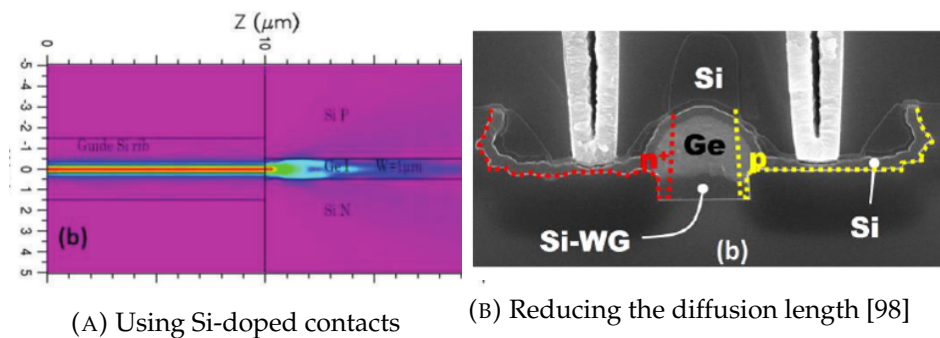 Z (μm)
0
10
-5
-4
-3
-2
-1
0
1
2
3
4
5
Si P
Guide Si rib
Ge I
W=1μm
Si N
(b)
Si
Ge
n⁺
p
Si-WG
Si
(b)
(A) Using Si-doped contacts
(B) Reducing the diffusion length [98]